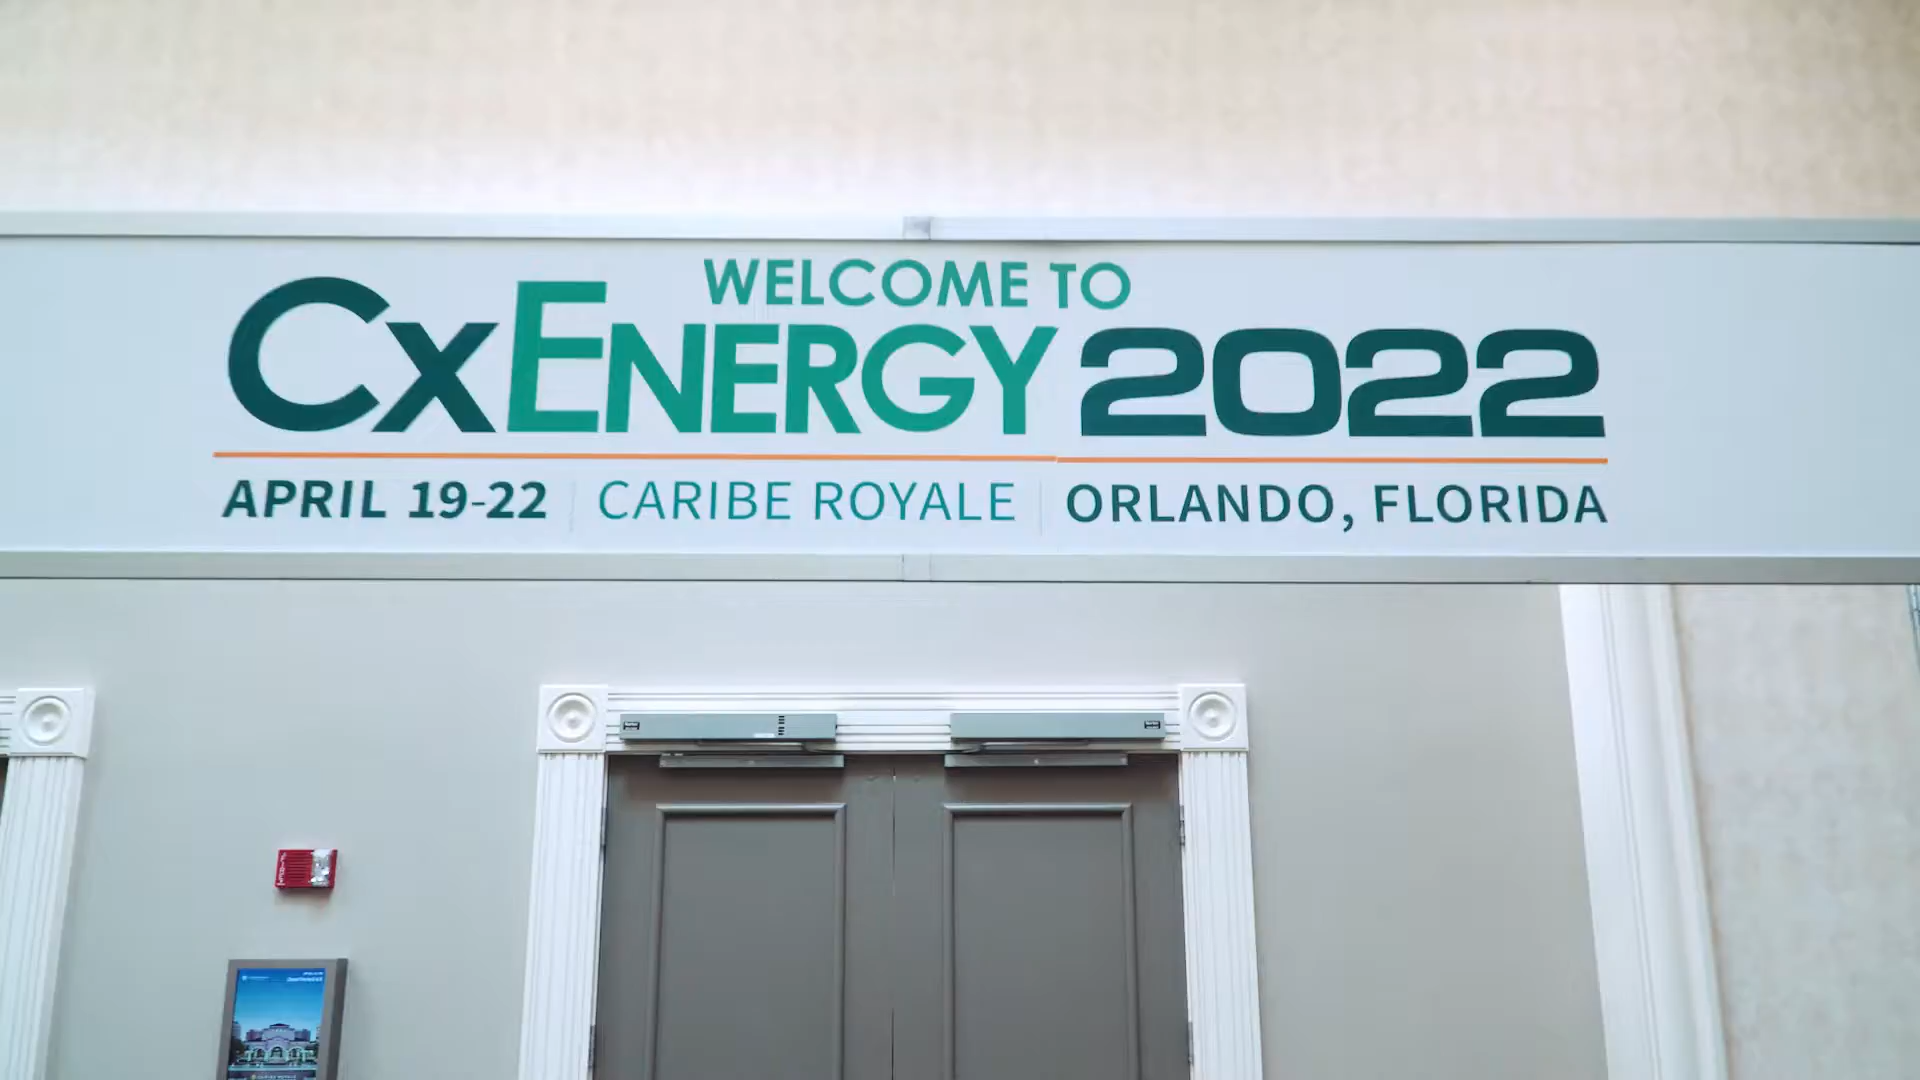 WELCOME TO
CXENERGY 2022
APRIL 19-22 | CARIBE ROYALE | ORLANDO, FLORIDA